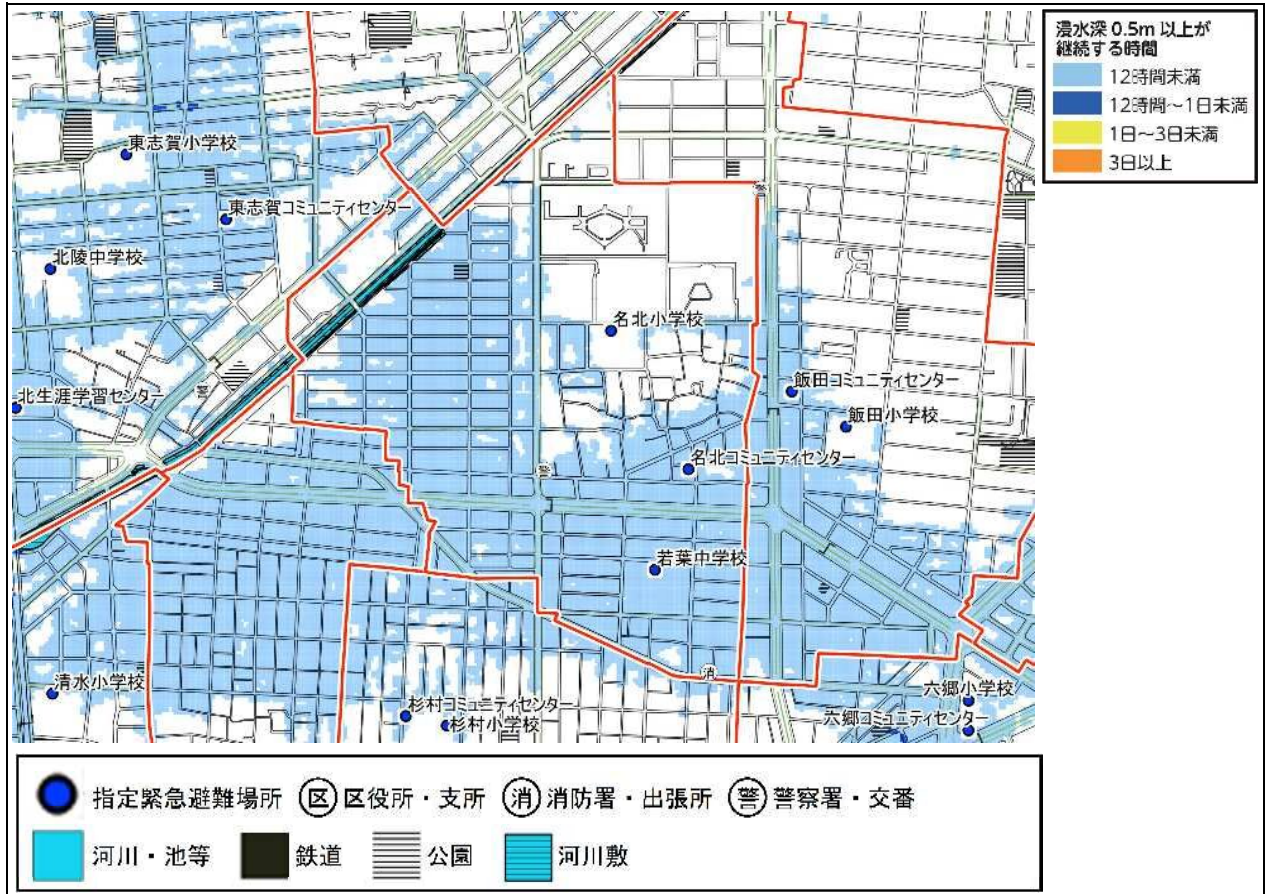 浸水深 0.5m 以上が
継続する時間
12時間未満
12時間～1日未満
1日～3日未満
3日以上
東志賀小学校
東志賀コミュニティセンター
北陵中学校
名北小学校
北生涯学習センター
警
警
飯田コミュニティセンター
飯田小学校
名北コミュニティセンター
警
若葉中学校
消
清水小学校
杉村コミュニティセンター
杉村小学校
六郷小学校
六郷コミュニティセンター
指定緊急避難場所 区 区役所・支所 消 消防署・出張所 警 警察署・交番
河川・池等 鉄道 公園 河川敷